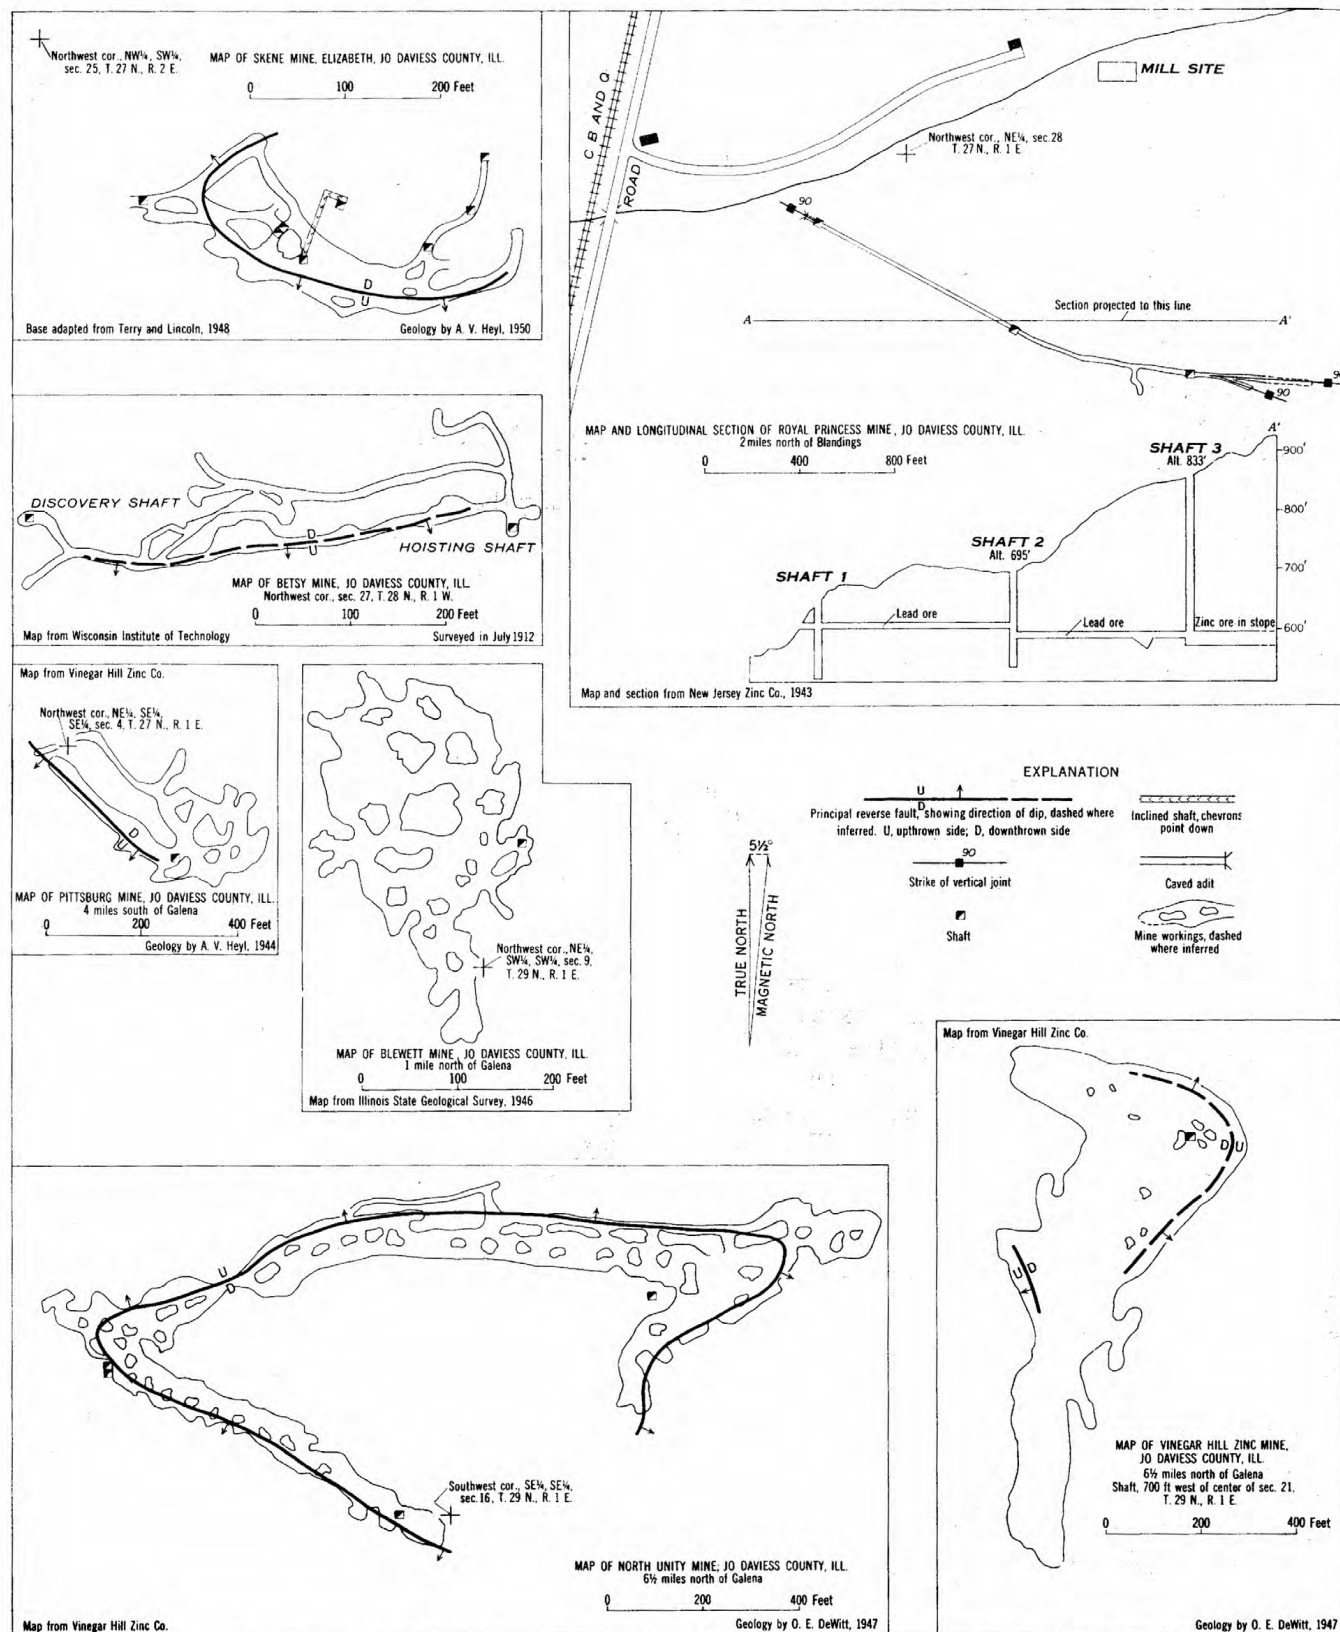 Northwest cor., NW¼, SW¼,
sec. 25, T. 27 N., R. 2 E.
MAP OF SKENE MINE, ELIZABETH, JO DAVIESS COUNTY, ILL.
0 100 200 Feet
D
U
Base adapted from Terry and Lincoln, 1948
Geology by A. V. Heyl, 1950
C B AND Q
ROAD
MILL SITE
Northwest cor., NE¼, sec. 28
T. 27 N., R. 1 E.
90
Section projected to this line
A A'
90
90
MAP AND LONGITUDINAL SECTION OF ROYAL PRINCESS MINE, JO DAVIESS COUNTY, ILL.
2 miles north of Blandings
0 400 800 Feet
A'
SHAFT 3
Alt. 833'
900'
800'
SHAFT 2
Alt. 695'
700'
SHAFT 1
Lead ore
Lead ore
Zinc ore in stope
600'
Map and section from New Jersey Zinc Co., 1943
DISCOVERY SHAFT
D
U
HOISTING SHAFT
MAP OF BETSY MINE, JO DAVIESS COUNTY, ILL.
Northwest cor., sec. 27, T. 28 N., R. 1 W.
0 100 200 Feet
Map from Wisconsin Institute of Technology
Surveyed in July 1912
Map from Vinegar Hill Zinc Co.
Northwest cor., NE¼, SE¼,
SE¼, sec. 4, T. 27 N., R. 1 E.
D
U
MAP OF PITTSBURG MINE, JO DAVIESS COUNTY, ILL.
4 miles south of Galena
0 200 400 Feet
Geology by A. V. Heyl, 1944
Northwest cor., NE¼,
SW¼, SW¼, sec. 9,
T. 29 N., R. 1 E.
MAP OF BLEWETT MINE, JO DAVIESS COUNTY, ILL.
1 mile north of Galena
0 100 200 Feet
Map from Illinois State Geological Survey, 1946
EXPLANATION
U
D
Principal reverse fault, showing direction of dip, dashed where
inferred. U, upthrown side; D, downthrown side
90
Strike of vertical joint
Shaft
Inclined shaft, chevrons
point down
Caved adit
Mine workings, dashed
where inferred
5½°
TRUE NORTH
MAGNETIC NORTH
Map from Vinegar Hill Zinc Co.
D U
U D
MAP OF VINEGAR HILL ZINC MINE,
JO DAVIESS COUNTY, ILL.
6½ miles north of Galena
Shaft, 700 ft west of center of sec. 21,
T. 29 N., R. 1 E.
0 200 400 Feet
Geology by O. E. DeWitt, 1947
U
D
Southwest cor., SE¼, SE¼,
sec. 16, T. 29 N., R. 1 E.
MAP OF NORTH UNITY MINE, JO DAVIESS COUNTY, ILL.
6½ miles north of Galena
0 200 400 Feet
Map from Vinegar Hill Zinc Co.
Geology by O. E. DeWitt, 1947